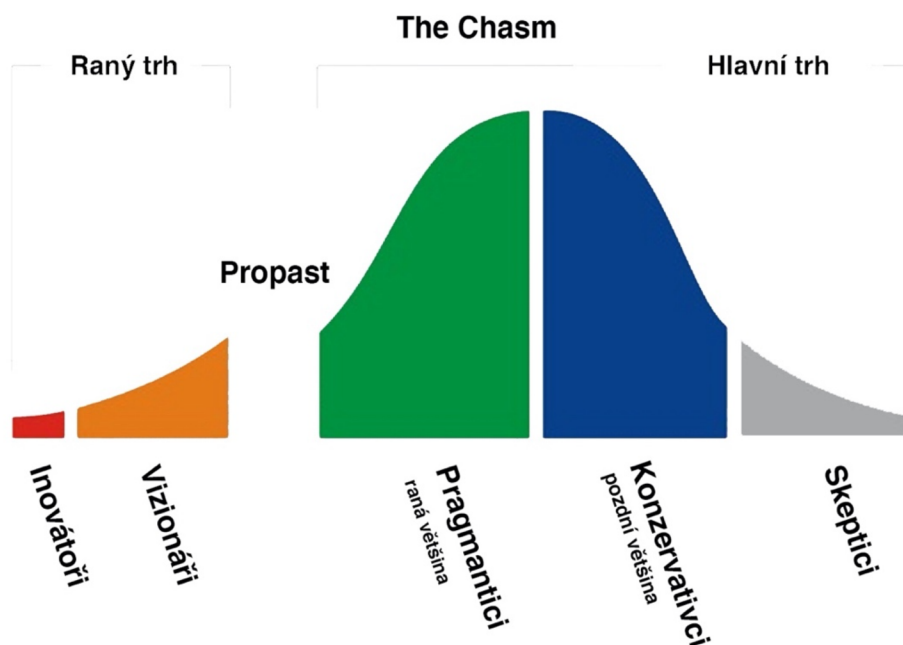 The Chasm
Raný trh
Hlavní trh
Propast
Inovátoři
Vizionáři
Pragmantici
raná většina
Konzervativci
pozdní většina
Skeptici